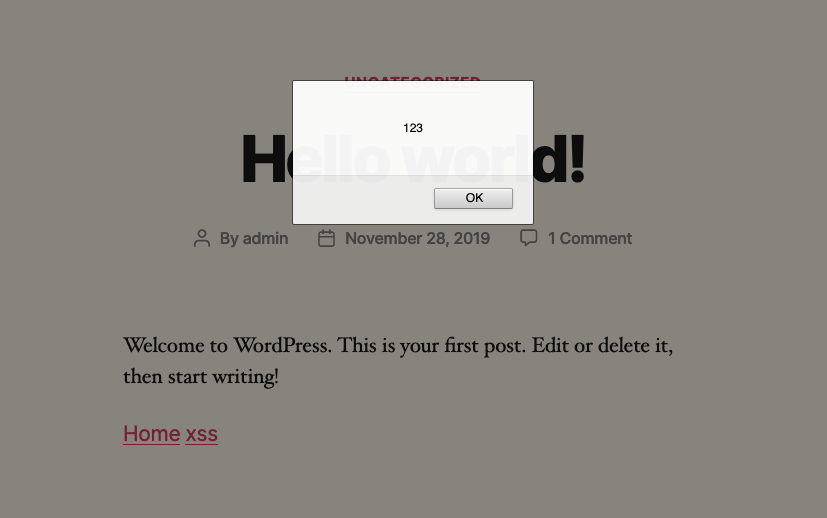 UNCATEGORIZED
123
Hello world!
OK
By admin November 28, 2019 1 Comment
Welcome to WordPress. This is your first post. Edit or delete it,
then start writing!
Home xss